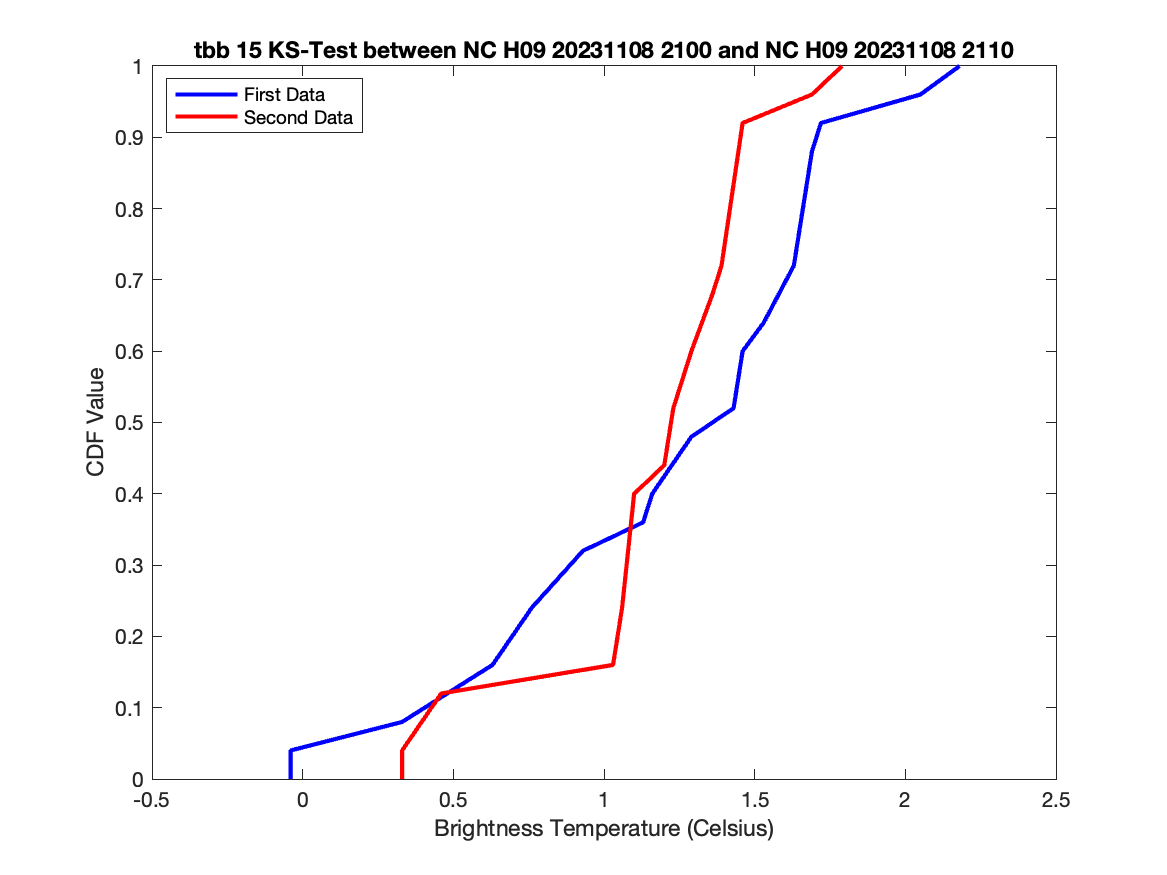 tbb 15 KS-Test between NC H09 20231108 2100 and NC H09 20231108 2110
First Data
Second Data
1
0.9
0.8
0.7
0.6
0.5
0.4
0.3
0.2
0.1
0
CDF Value
-0.5 0 0.5 1 1.5 2 2.5
Brightness Temperature (Celsius)